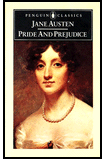 PENGUIN CLASSICS
JANE AUSTEN
PRIDE AND PREJUDICE